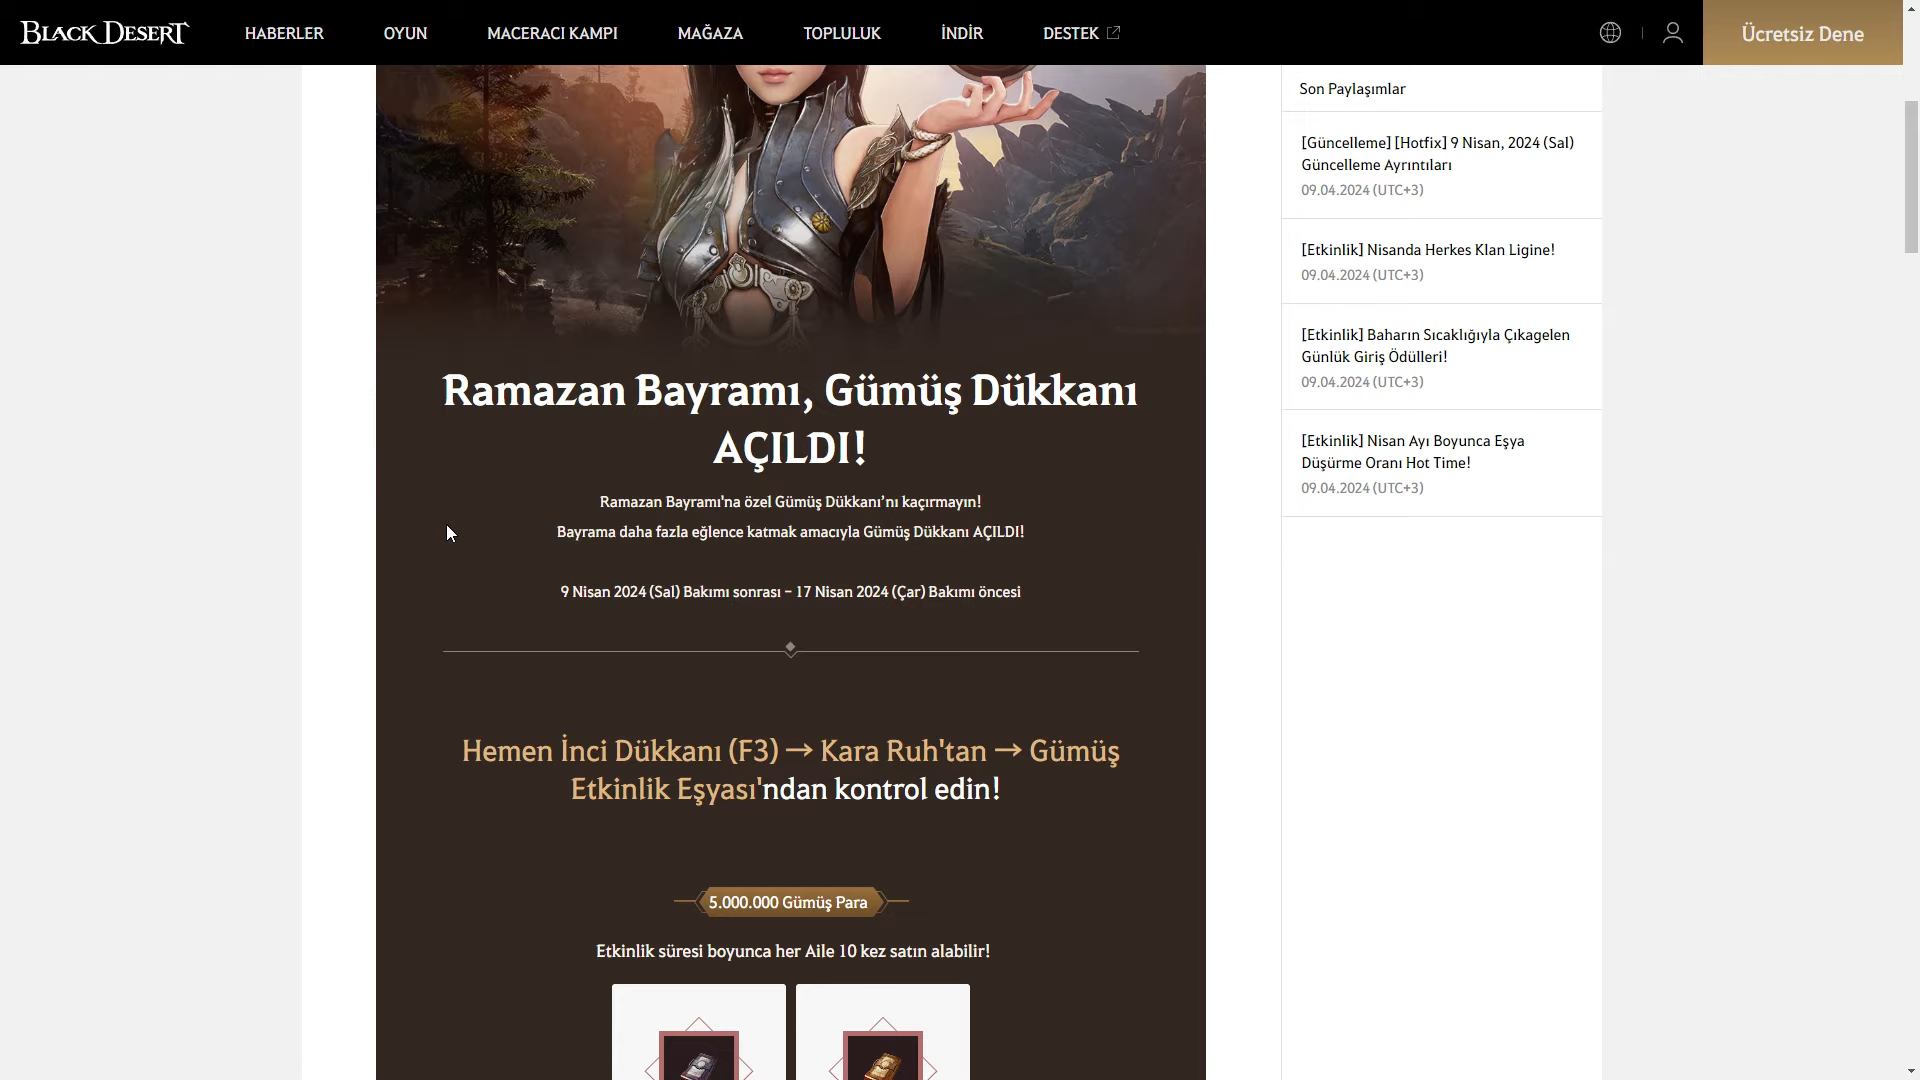 BLACK DESERT
HABERLER
OYUN
MACERACI KAMPI
MAĞAZA
TOPLULUK
İNDİR
DESTEK
Ücretsiz Dene
Ramazan Bayramı, Gümüş Dükkanı
AÇILDI!
Ramazan Bayramı'na özel Gümüş Dükkanı’nı kaçırmayın!
Bayrama daha fazla eğlence katmak amacıyla Gümüş Dükkanı AÇILDI!
9 Nisan 2024 (Sal) Bakımı sonrası – 17 Nisan 2024 (Çar) Bakımı öncesi
Hemen İnci Dükkanı (F3) → Kara Ruh'tan → Gümüş
Etkinlik Eşyası'ndan kontrol edin!
5.000.000 Gümüş Para
Etkinlik süresi boyunca her Aile 10 kez satın alabilir!
Son Paylaşımlar
[Güncelleme] [Hotfix] 9 Nisan, 2024 (Sal)
Güncelleme Ayrıntıları
09.04.2024 (UTC+3)
[Etkinlik] Nisanda Herkes Klan Ligine!
09.04.2024 (UTC+3)
[Etkinlik] Baharın Sıcaklığıyla Çıkagelen
Günlük Giriş Ödülleri!
09.04.2024 (UTC+3)
[Etkinlik] Nisan Ayı Boyunca Eşya
Düşürme Oranı Hot Time!
09.04.2024 (UTC+3)